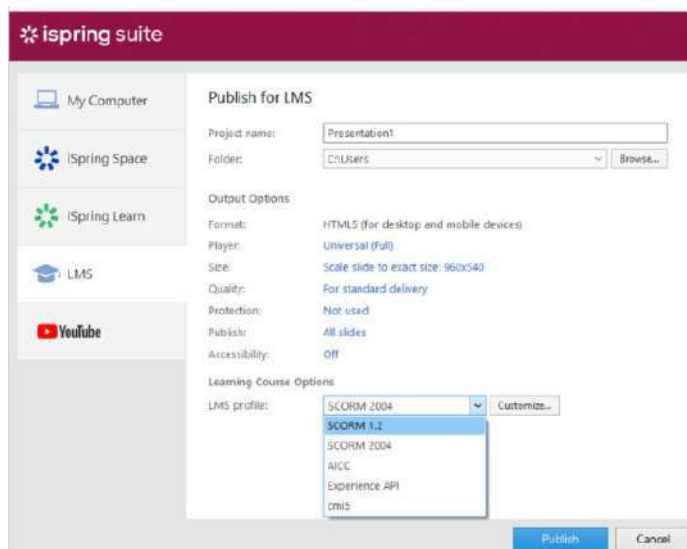 ispring suite
My Computer
iSpring Space
iSpring Learn
LMS
YouTube
Publish for LMS
Project name: Presentation1
Folder: C:\Users Browse...
Output Options
Format: HTML5 (for desktop and mobile devices)
Player: Universal (Full)
Size: Scale slide to exact size: 960x540
Quality: For standard delivery
Protection: Not used
Publish: All slides
Accessibility: Off
Learning Course Options
LMS profile: SCORM 2004 Customize...
SCORM 1.2
SCORM 2004
AICC
Experience API
cmi5
Publish Cancel